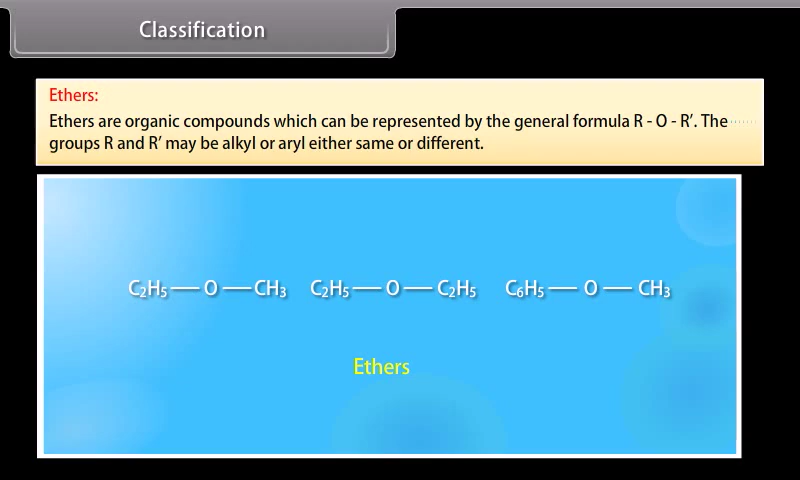 Classification
Ethers:
Ethers are organic compounds which can be represented by the general formula R - O - R′. The
groups R and R′ may be alkyl or aryl either same or different.
C₂H₅ — O — CH₃ C₂H₅ — O — C₂H₅ C₆H₅ — O — CH₃
Ethers